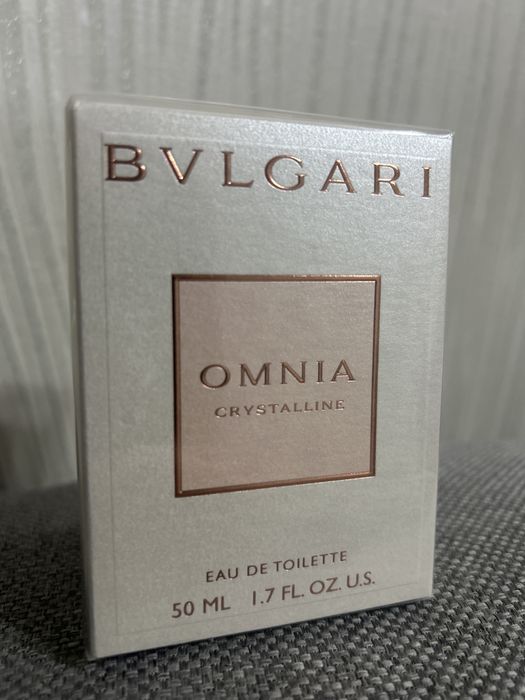 BVLGARI
OMNIA
CRYSTALLINE
EAU DE TOILETTE
50 ML 1.7 FL. OZ. U.S.